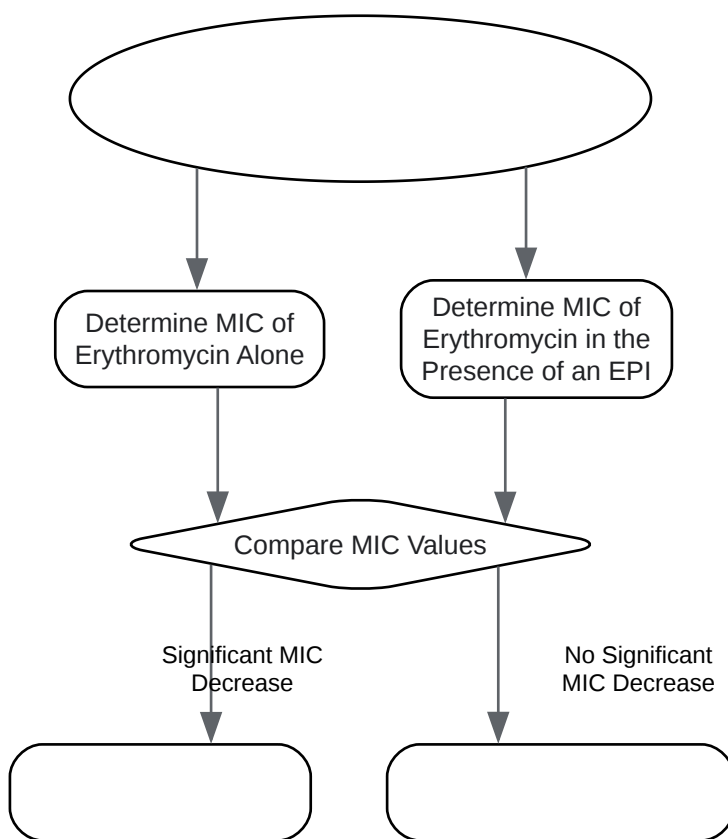 Determine MIC of
Erythromycin Alone
Determine MIC of
Erythromycin in the
Presence of an EPI
Compare MIC Values
Significant MIC
Decrease
No Significant
MIC Decrease